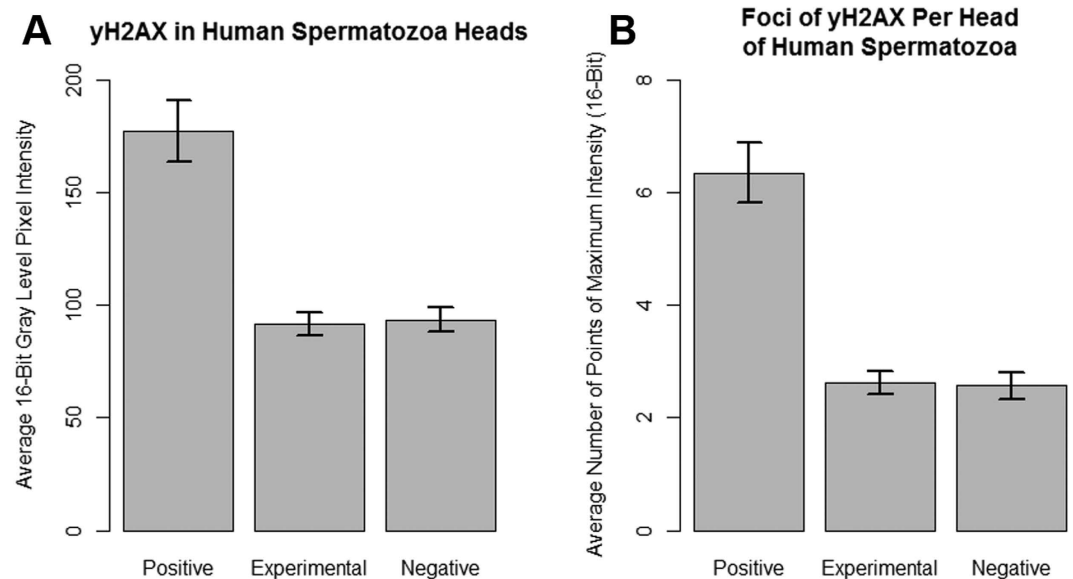 A
yH2AX in Human Spermatozoa Heads
Average 16-Bit Gray Level Pixel Intensity
200
150
100
50
0
Positive
Experimental
Negative
B
Foci of yH2AX Per Head
of Human Spermatozoa
Average Number of Points of Maximum Intensity (16-Bit)
8
6
4
2
0
Positive
Experimental
Negative